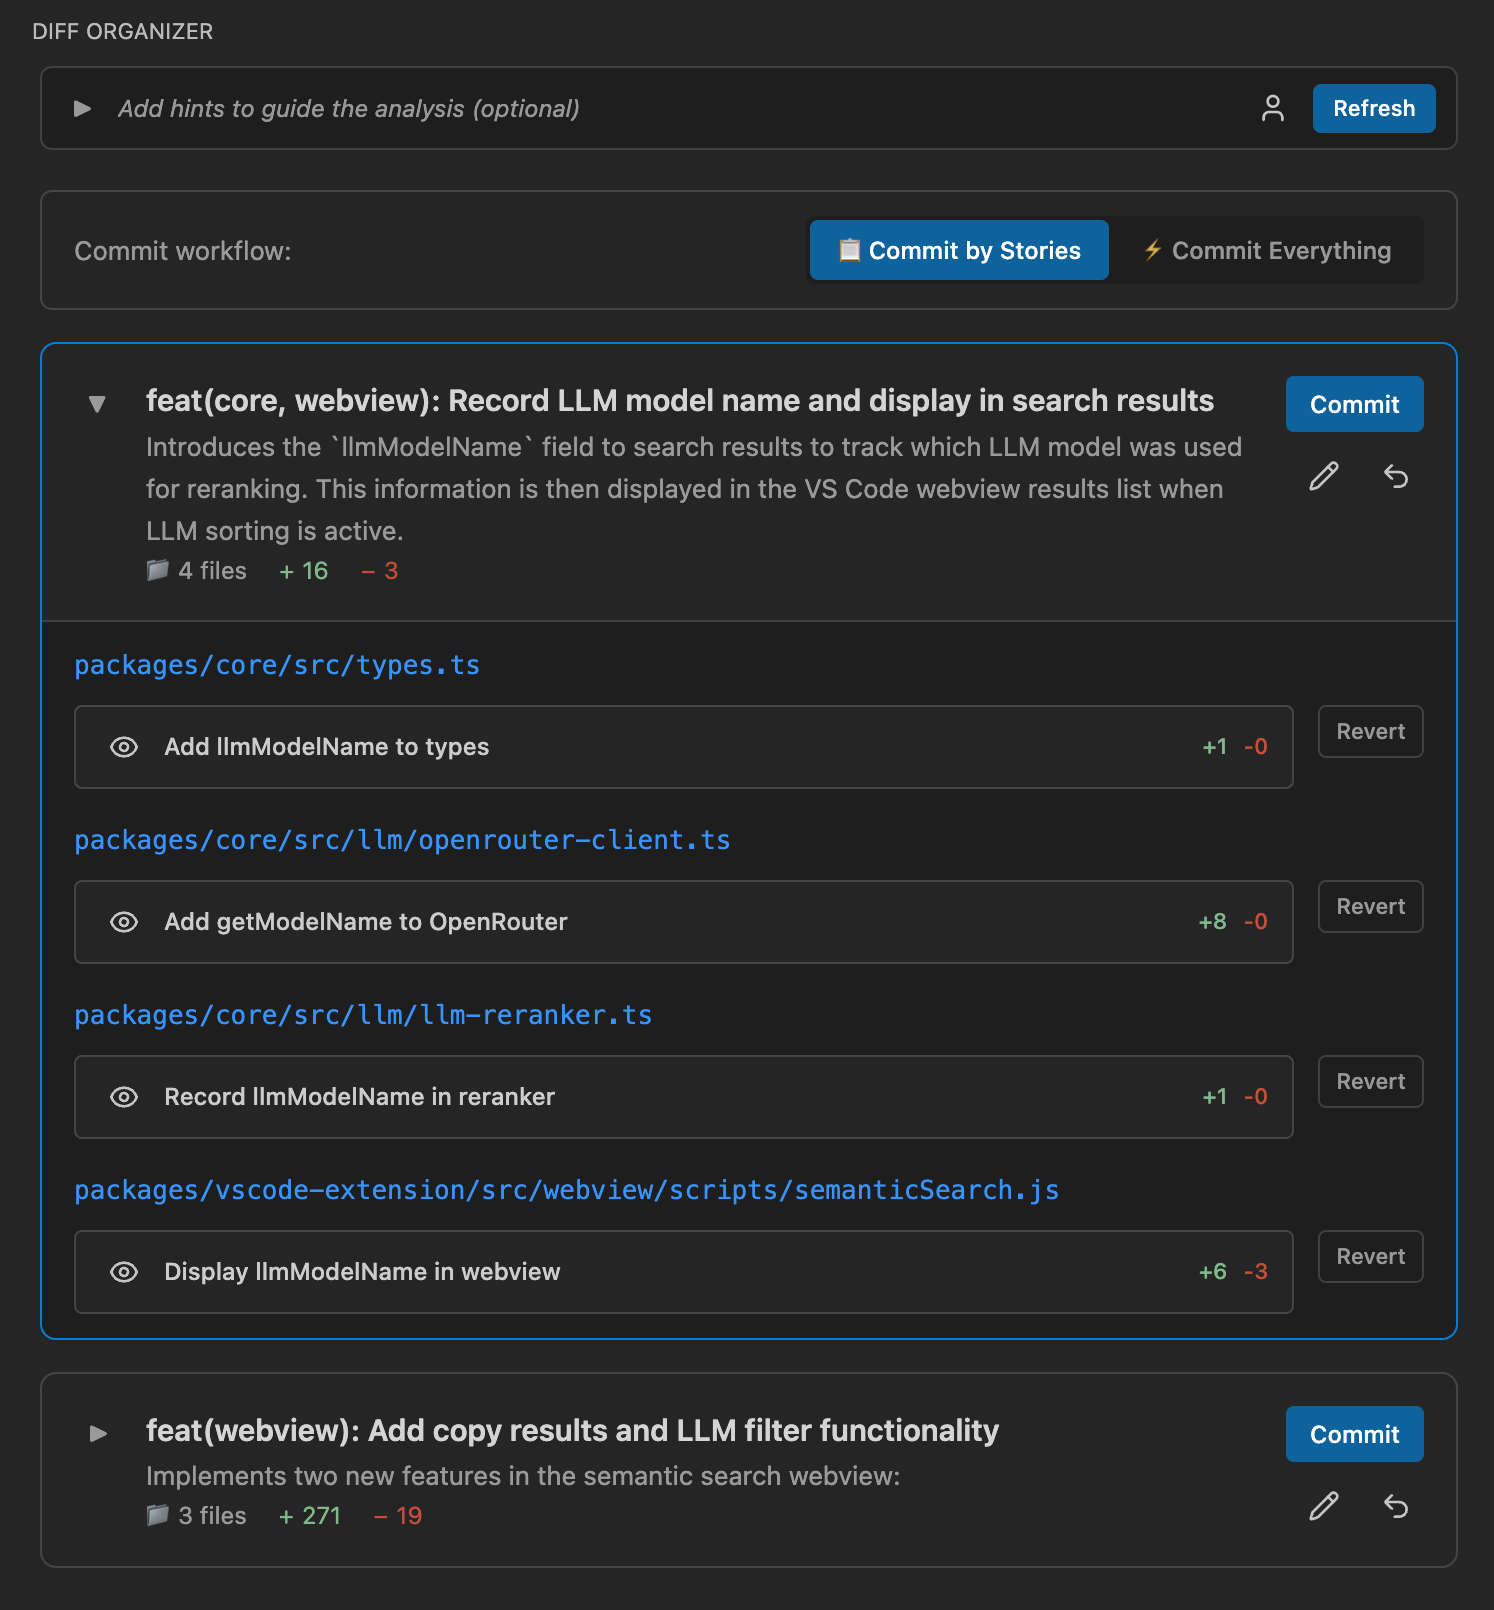 DIFF ORGANIZER
Add hints to guide the analysis (optional)
Refresh
Commit workflow:
📋 Commit by Stories
⚡ Commit Everything
feat(core, webview): Record LLM model name and display in search results
Commit
Introduces the `llmModelName` field to search results to track which LLM model was used
for reranking. This information is then displayed in the VS Code webview results list when
LLM sorting is active.
4 files + 16 – 3
packages/core/src/types.ts
Add llmModelName to types +1 -0
Revert
packages/core/src/llm/openrouter-client.ts
Add getModelName to OpenRouter +8 -0
Revert
packages/core/src/llm/llm-reranker.ts
Record llmModelName in reranker +1 -0
Revert
packages/vscode-extension/src/webview/scripts/semanticSearch.js
Display llmModelName in webview +6 -3
Revert
feat(webview): Add copy results and LLM filter functionality
Commit
Implements two new features in the semantic search webview:
3 files + 271 – 19